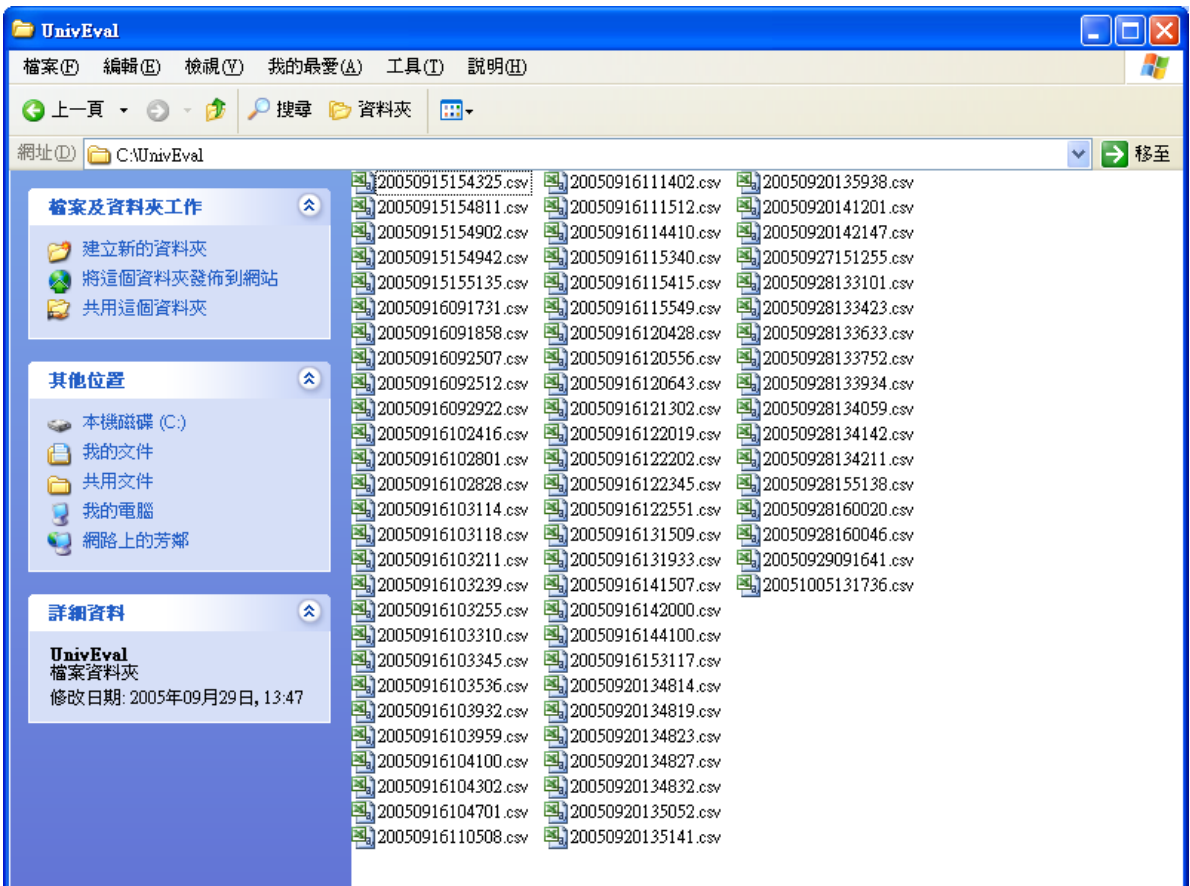 UnivEval
檔案(F) 編輯(E) 檢視(V) 我的最愛(A) 工具(T) 說明(H)
上一頁 搜尋 資料夾
網址(D) C:\UnivEval 移至
檔案及資料夾工作
建立新的資料夾
將這個資料夾發佈到網站
共用這個資料夾
其他位置
本機磁碟 (C:)
我的文件
共用文件
我的電腦
網路上的芳鄰
詳細資料
UnivEval
檔案資料夾
修改日期: 2005年09月29日, 13:47
20050915154325.csv
20050915154811.csv
20050915154902.csv
20050915154942.csv
20050915155135.csv
20050916091731.csv
20050916091858.csv
20050916092507.csv
20050916092512.csv
20050916092922.csv
20050916102416.csv
20050916102801.csv
20050916102828.csv
20050916103114.csv
20050916103118.csv
20050916103211.csv
20050916103239.csv
20050916103255.csv
20050916103310.csv
20050916103345.csv
20050916103536.csv
20050916103932.csv
20050916103959.csv
20050916104100.csv
20050916104302.csv
20050916104701.csv
20050916110508.csv
20050916111402.csv
20050916111512.csv
20050916114410.csv
20050916115340.csv
20050916115415.csv
20050916115549.csv
20050916120428.csv
20050916120556.csv
20050916120643.csv
20050916121302.csv
20050916122019.csv
20050916122202.csv
20050916122345.csv
20050916122551.csv
20050916131509.csv
20050916131933.csv
20050916141507.csv
20050916142000.csv
20050916144100.csv
20050916153117.csv
20050920134814.csv
20050920134819.csv
20050920134823.csv
20050920134827.csv
20050920134832.csv
20050920135052.csv
20050920135141.csv
20050920135938.csv
20050920141201.csv
20050920142147.csv
20050927151255.csv
20050928133101.csv
20050928133423.csv
20050928133633.csv
20050928133752.csv
20050928133934.csv
20050928134059.csv
20050928134142.csv
20050928134211.csv
20050928155138.csv
20050928160020.csv
20050928160046.csv
20050929091641.csv
20051005131736.csv